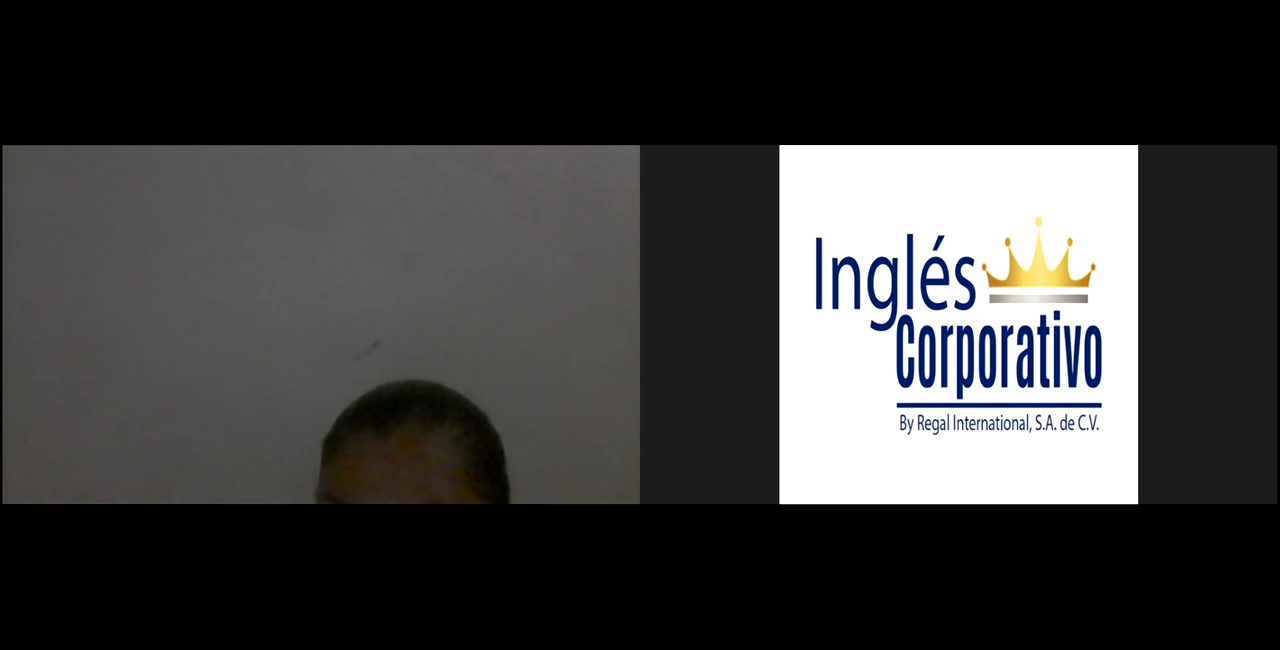 Inglés
Corporativo
By Regal International, S.A. de C.V.